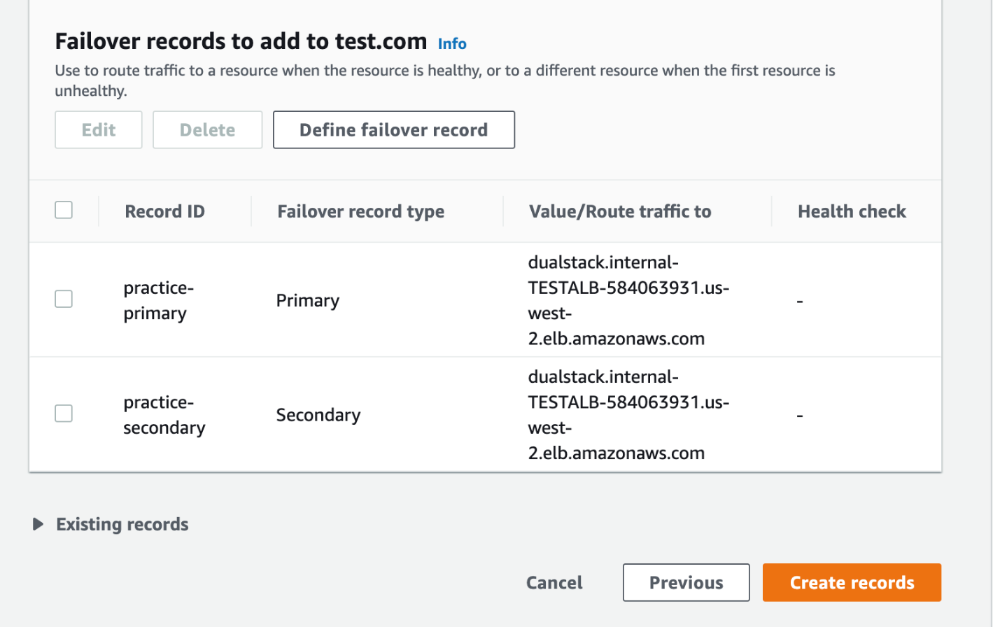 Failover records to add to test.com Info
Use to route traffic to a resource when the resource is healthy, or to a different resource when the first resource is
unhealthy.
Edit Delete Define failover record
Record ID Failover record type Value/Route traffic to Health check
practice-
primary
Primary
dualstack.internal-
TESTALB-584063931.us-
west-
2.elb.amazonaws.com
-
practice-
secondary
Secondary
dualstack.internal-
TESTALB-584063931.us-
west-
2.elb.amazonaws.com
-
Existing records
Cancel Previous Create records